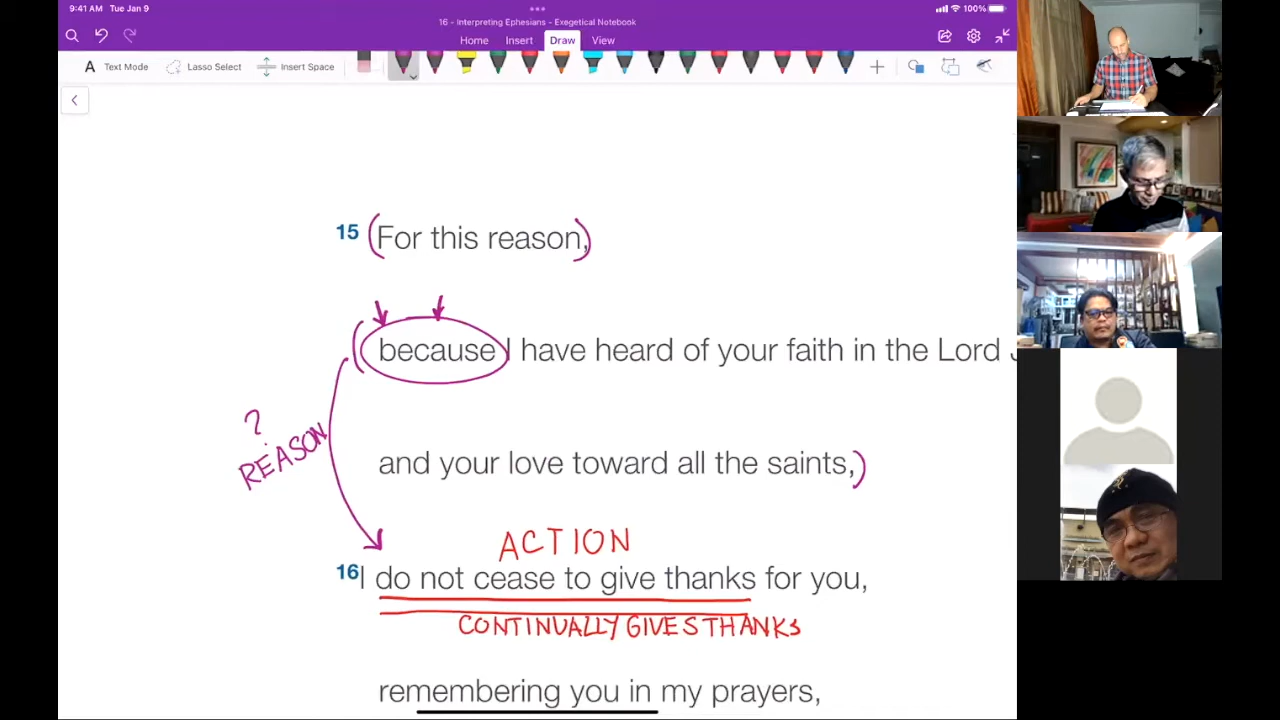 9:41 AM Tue Jan 9
100%
16 - Interpreting Ephesians - Exegetical Notebook
Home Insert Draw View
A Text Mode Lasso Select Insert Space
15 (For this reason,)
(because I have heard of your faith in the Lord
?
REASON
and your love toward all the saints,)
ACTION
16 I do not cease to give thanks for you,
CONTINUALLY GIVES THANKS
remembering you in my prayers,